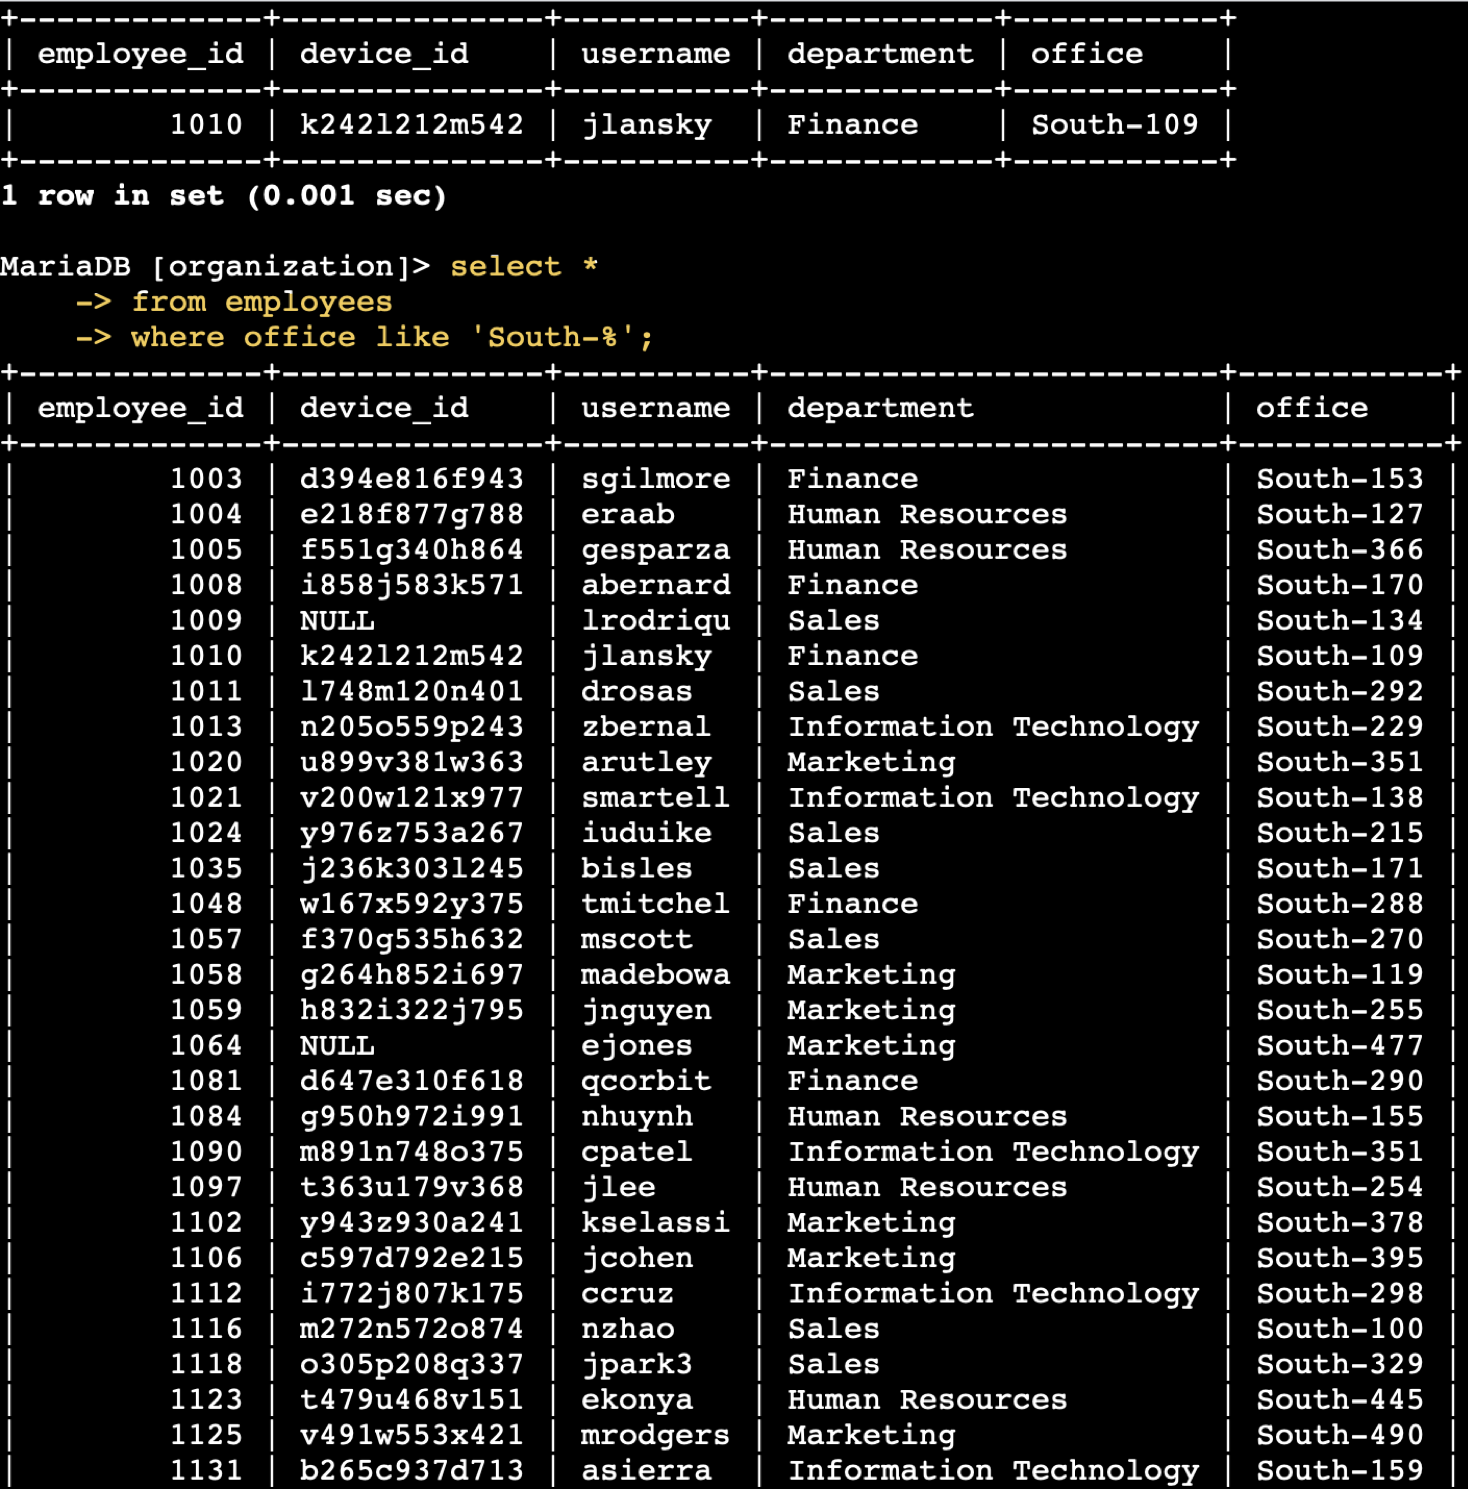 +-------------+--------------+----------+------------+-----------+
| employee_id | device_id    | username | department | office    |
+-------------+--------------+----------+------------+-----------+
|        1010 | k242l212m542 | jlansky  | Finance    | South-109 |
+-------------+--------------+----------+------------+-----------+
1 row in set (0.001 sec)
MariaDB [organization]> select *
    -> from employees
    -> where office like 'South-%';
+-------------+--------------+----------+------------------------+-----------+
| employee_id | device_id    | username | department             | office    |
+-------------+--------------+----------+------------------------+-----------+
|        1003 | d394e816f943 | sgilmore | Finance                | South-153 |
|        1004 | e218f877g788 | eraab    | Human Resources        | South-127 |
|        1005 | f551g340h864 | gesparza | Human Resources        | South-366 |
|        1008 | i858j583k571 | abernard | Finance                | South-170 |
|        1009 | NULL         | lrodriqu | Sales                  | South-134 |
|        1010 | k242l212m542 | jlansky  | Finance                | South-109 |
|        1011 | l748m120n401 | drosas   | Sales                  | South-292 |
|        1013 | n205o559p243 | zbernal  | Information Technology | South-229 |
|        1020 | u899v381w363 | arutley  | Marketing              | South-351 |
|        1021 | v200w121x977 | smartell | Information Technology | South-138 |
|        1024 | y976z753a267 | iuduike  | Sales                  | South-215 |
|        1035 | j236k303l245 | bisles   | Sales                  | South-171 |
|        1048 | w167x592y375 | tmitchel | Finance                | South-288 |
|        1057 | f370g535h632 | mscott   | Sales                  | South-270 |
|        1058 | g264h852i697 | madebowa | Marketing              | South-119 |
|        1059 | h832i322j795 | jnguyen  | Marketing              | South-255 |
|        1064 | NULL         | ejones   | Marketing              | South-477 |
|        1081 | d647e310f618 | qcorbit  | Finance                | South-290 |
|        1084 | g950h972i991 | nhuynh   | Human Resources        | South-155 |
|        1090 | m891n748o375 | cpatel   | Information Technology | South-351 |
|        1097 | t363u179v368 | jlee     | Human Resources        | South-254 |
|        1102 | y943z930a241 | kselassi | Marketing              | South-378 |
|        1106 | c597d792e215 | jcohen   | Marketing              | South-395 |
|        1112 | i772j807k175 | ccruz    | Information Technology | South-298 |
|        1116 | m272n572o874 | nzhao    | Sales                  | South-100 |
|        1118 | o305p208q337 | jpark3   | Sales                  | South-329 |
|        1123 | t479u468v151 | ekonya   | Human Resources        | South-445 |
|        1125 | v491w553x421 | mrodgers | Marketing              | South-490 |
|        1131 | b265c937d713 | asierra  | Information Technology | South-159 |